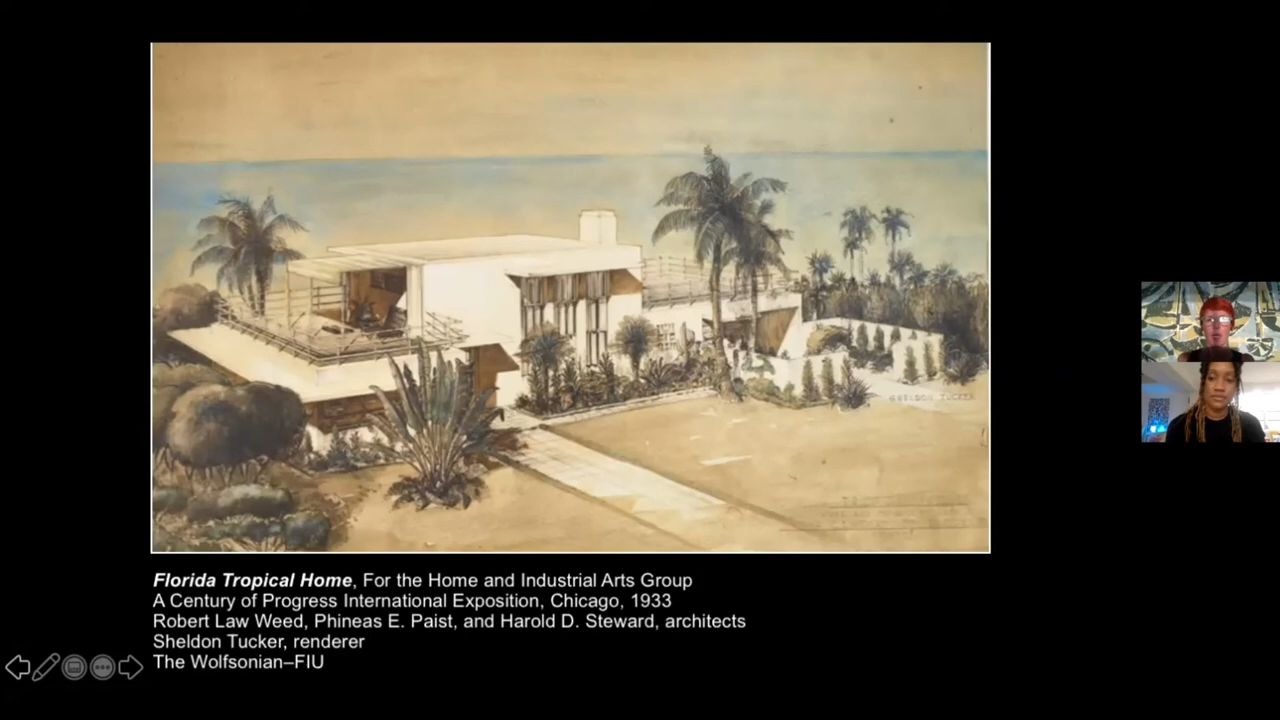 SHELDON TUCKER
Florida Tropical Home, For the Home and Industrial Arts Group
A Century of Progress International Exposition, Chicago, 1933
Robert Law Weed, Phineas E. Paist, and Harold D. Steward, architects
Sheldon Tucker, renderer
The Wolfsonian–FIU